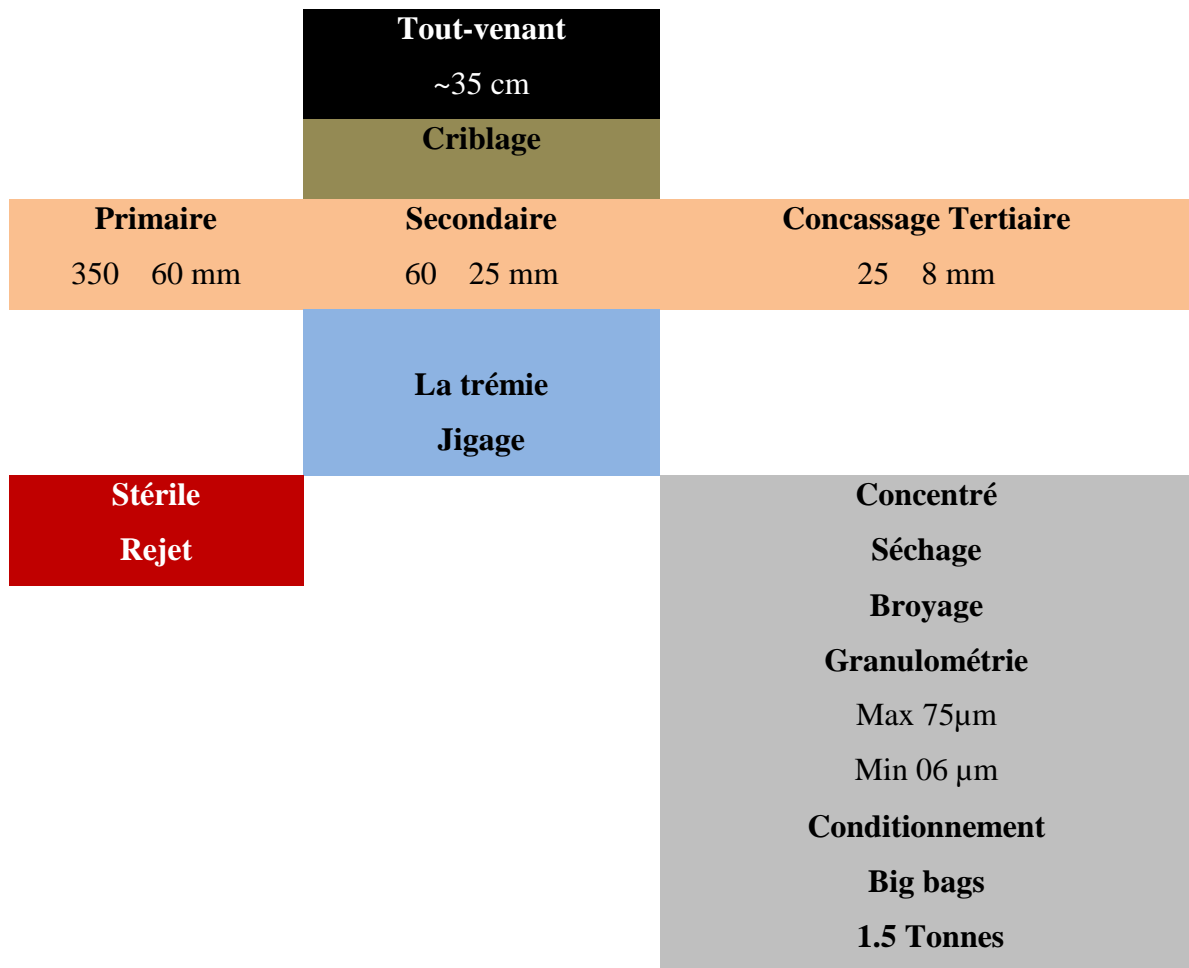 Tout-venant
~35 cm
Criblage
Primaire
350 60 mm
Secondaire
60 25 mm
Concassage Tertiaire
25 8 mm
La trémie
Jigage
Stérile
Rejet
Concentré
Séchage
Broyage
Granulométrie
Max 75µm
Min 06 µm
Conditionnement
Big bags
1.5 Tonnes